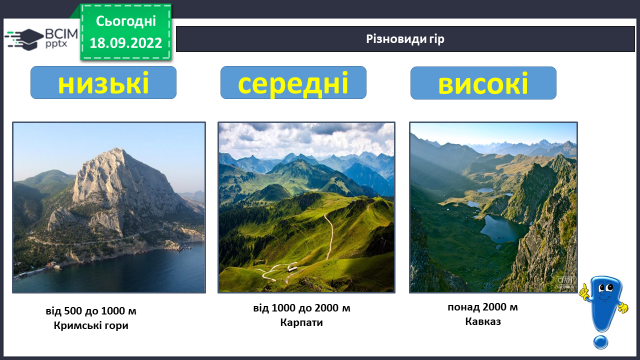 Сьогодні
18.09.2022
BCIM
pptx
Різновиди гір
низькі
середні
високі
від 500 до 1000 м
Кримські гори
від 1000 до 2000 м
Карпати
понад 2000 м
Кавказ